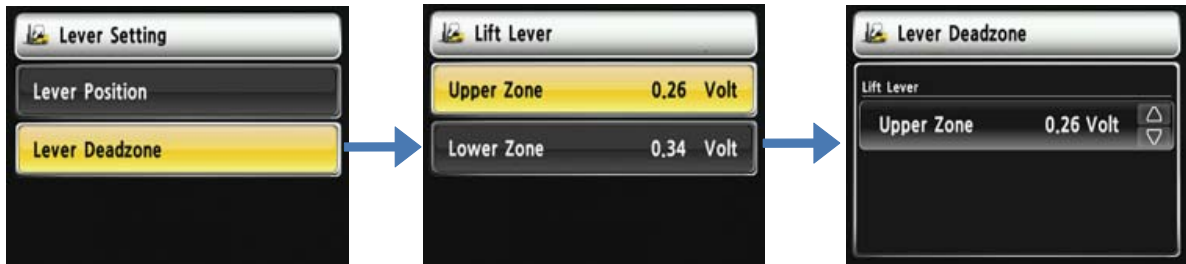 Lever Setting
Lever Position
Lever Deadzone
Lift Lever
Upper Zone 0.26 Volt
Lower Zone 0.34 Volt
Lever Deadzone
Lift Lever
Upper Zone 0.26 Volt